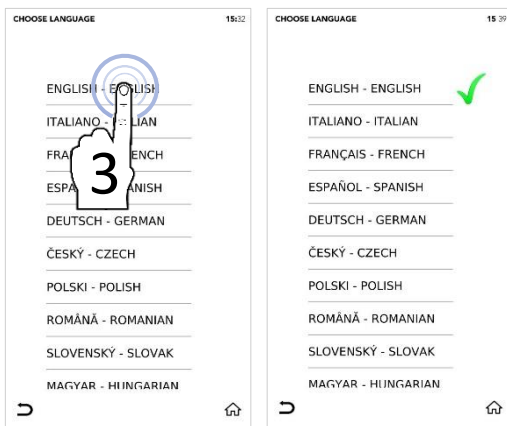 CHOOSE LANGUAGE 15:32
ENGLISH - ENGLISH
ITALIANO -
3
DEUTSCH - GERMAN
ČESKÝ - CZECH
POLSKI - POLISH
ROMÂNĂ - ROMANIAN
SLOVENSKÝ - SLOVAK
MAGYAR - HUNGARIAN
CHOOSE LANGUAGE 15 39
ENGLISH - ENGLISH
ITALIANO - ITALIAN
FRANÇAIS - FRENCH
ESPAÑOL - SPANISH
DEUTSCH - GERMAN
ČESKÝ - CZECH
POLSKI - POLISH
ROMÂNĂ - ROMANIAN
SLOVENSKÝ - SLOVAK
MAGYAR - HUNGARIAN